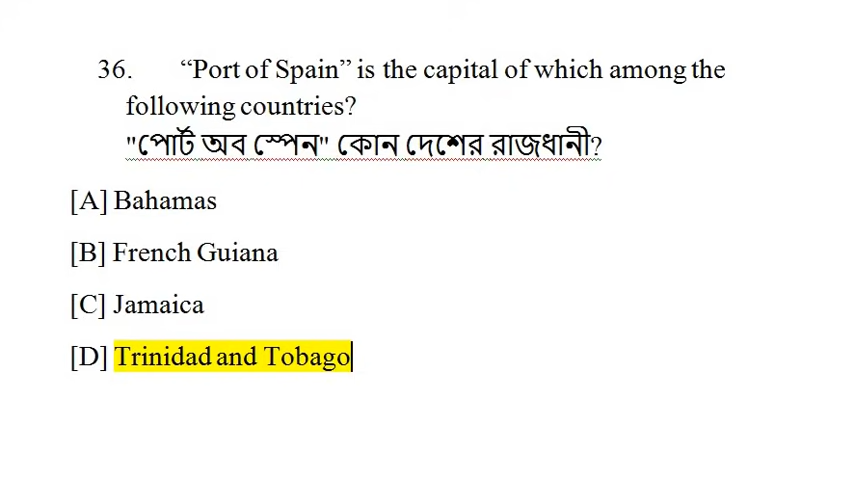 36. “Port of Spain” is the capital of which among the
following countries?
"পোর্ট অব স্পেন" কোন দেশের রাজধানী?
[A] Bahamas
[B] French Guiana
[C] Jamaica
[D] Trinidad and Tobago